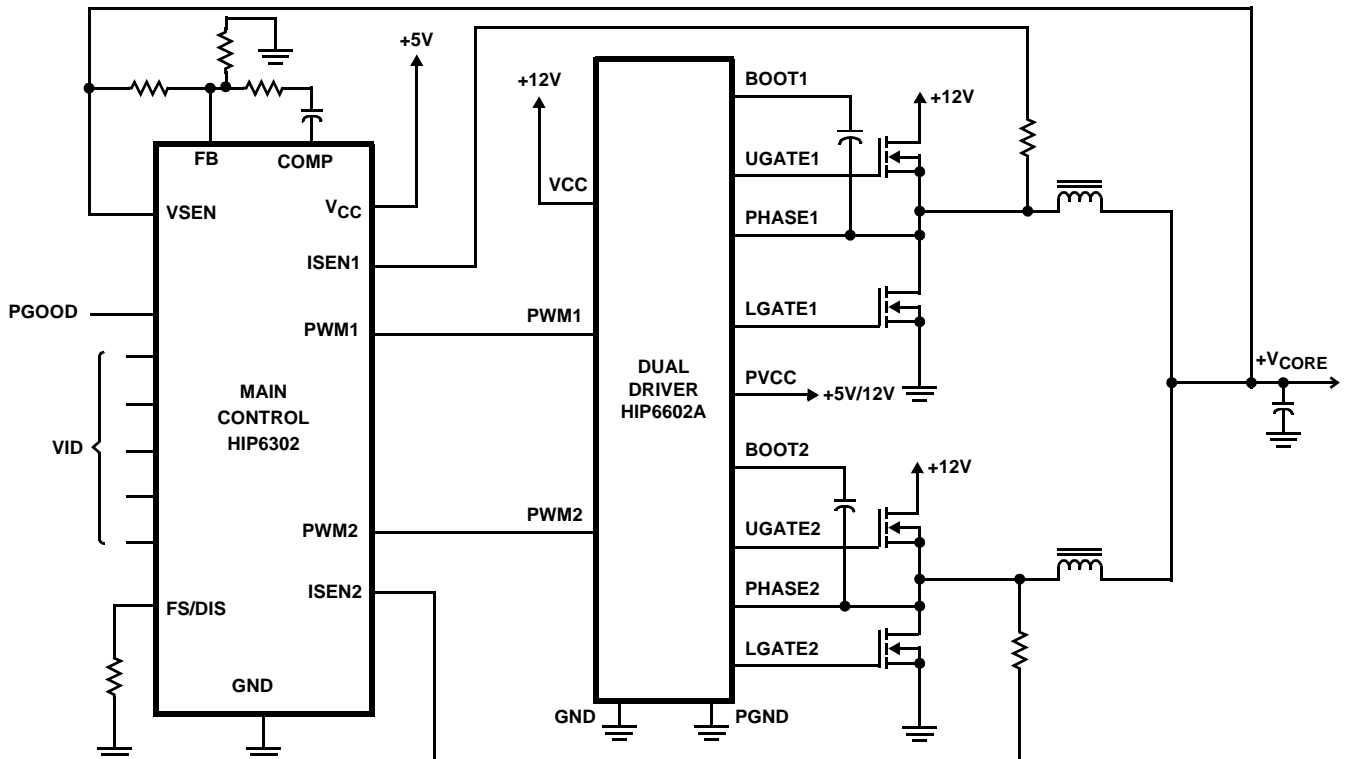 +5V
+12V
BOOT1
+12V
FB
COMP
UGATE1
VCC
VSEN
VCC
PHASE1
ISEN1
PGOOD
LGATE1
PWM1
PWM1
+VCORE
DUAL
DRIVER
HIP6602A
PVCC
+5V/12V
MAIN
CONTROL
HIP6302
VID
BOOT2
+12V
PWM2
PWM2
UGATE2
ISEN2
PHASE2
FS/DIS
LGATE2
GND
GND
PGND